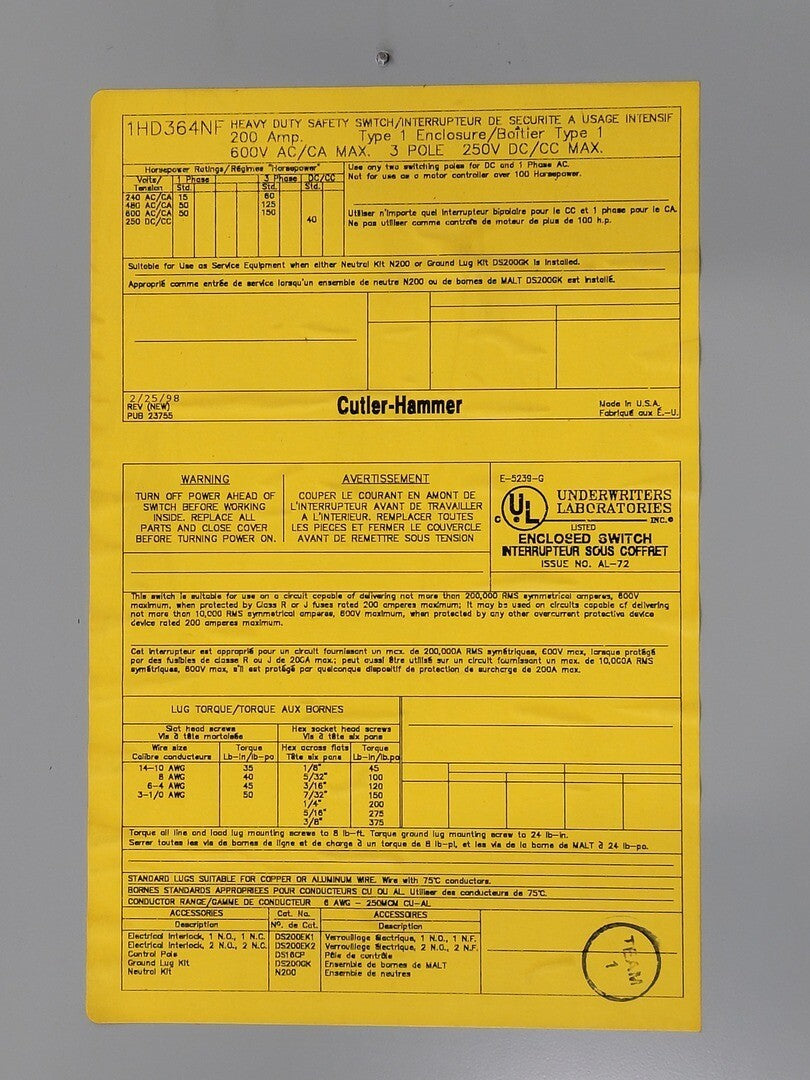 1HD364NF HEAVY DUTY SAFETY SWITCH/INTERRUPTEUR DE SECURITE A USAGE INTENSIF
200 Amp. Type 1 Enclosure/Boîtier Type 1
600V AC/CA MAX. 3 POLE 250V DC/CC MAX.
Horsepower Ratings/Régimes "Horsepower"
Volts/ Tension 1 Phase 3 Phase DC/CC
Std. Std. Std.
240 AC/CA 15 60
480 AC/CA 50 125
600 AC/CA 50 150
250 DC/CC 40
Use any two switching poles for DC and 1 Phase AC.
Not for use as a motor controller over 100 Horsepower.
Utiliser n'importe quel interrupteur bipolaire pour le CC et 1 phase pour le CA.
Ne pas utiliser comme contrôle de moteur de plus de 100 h.p.
Suitable for Use as Service Equipment when either Neutral Kit N200 or Ground Lug Kit DS200GK is installed.
Approprié comme entrée de service lorsqu'un ensemble de neutre N200 ou de bornes de MALT DS200GK est installé.
2/25/98
REV (NEW)
PUB 23755
Cutler-Hammer
Made in U.S.A.
Fabriqué aux E.-U.
WARNING
TURN OFF POWER AHEAD OF
SWITCH BEFORE WORKING
INSIDE. REPLACE ALL
PARTS AND CLOSE COVER
BEFORE TURNING POWER ON.
AVERTISSEMENT
COUPER LE COURANT EN AMONT DE
L'INTERRUPTEUR AVANT DE TRAVAILLER
A L'INTERIEUR. REMPLACER TOUTES
LES PIECES ET FERMER LE COUVERCLE
AVANT DE REMETTRE SOUS TENSION
E-5239-G
C UL UNDERWRITERS
LABORATORIES
INC.®
LISTED
ENCLOSED SWITCH
INTERRUPTEUR SOUS COFFRET
ISSUE NO. AL-72
This switch is suitable for use on a circuit capable of delivering not more than 200,000 RMS symmetrical amperes, 600V
maximum, when protected by Class R or J fuses rated 200 amperes maximum; it may be used on circuits capable of delivering
not more than 10,000 RMS symmetrical amperes, 600V maximum, when protected by any other overcurrent protective device
device rated 200 amperes maximum.
Cet interrupteur est approprié pour un circuit fournissant un max. de 200,000A RMS symétriques, 600V max, lorsque protégé
par des fusibles de classe R ou J de 200A max.; peut aussi être utilisé sur un circuit fournissant un max. de 10,000A RMS
symétriques, 600V max, s'il est protégé par quelconque dispositif de protection de surcharge de 200A max.
LUG TORQUE/TORQUE AUX BORNES
Slot head screws Hex socket head screws
Vis à tête mortaisée Vis à tête six pans
Wire size Torque Hex across flats Torque
Calibre conducteurs Lb-in/lb-po Tête six pans Lb-in/lb.po
14-10 AWG 35 1/8" 45
8 AWG 40 5/32" 100
6-4 AWG 45 3/16" 120
3-1/0 AWG 50 7/32" 150
1/4" 200
5/16" 275
3/8" 375
Torque all line and load lug mounting screws to 8 lb-ft. Torque ground lug mounting screw to 24 lb-in.
Serrer toutes les vis de bornes de ligne et de charge à un torque de 8 lb-pi, et les vis de la borne de MALT à 24 lb-po.
STANDARD LUGS SUITABLE FOR COPPER OR ALUMINUM WIRE. Wire with 75°C conductors.
BORNES STANDARDS APPROPRIEES POUR CONDUCTEURS CU OU AL. Utiliser des conducteurs de 75°C.
CONDUCTOR RANGE/GAMME DE CONDUCTEUR 6 AWG - 250MCM CU-AL
ACCESSORIES Cat. No. ACCESSOIRES
Description Nº. de Cat. Description
Electrical Interlock, 1 N.O., 1 N.C. DS200EK1 Verrouillage électrique, 1 N.O., 1 N.F.
Electrical Interlock, 2 N.O., 2 N.C. DS200EK2 Verrouillage électrique, 2 N.O., 2 N.F.
Control Pole DS16CP Pôle de contrôle
Ground Lug Kit DS200GK Ensemble de bornes de MALT
Neutral Kit N200 Ensemble de neutres
TEAM
1